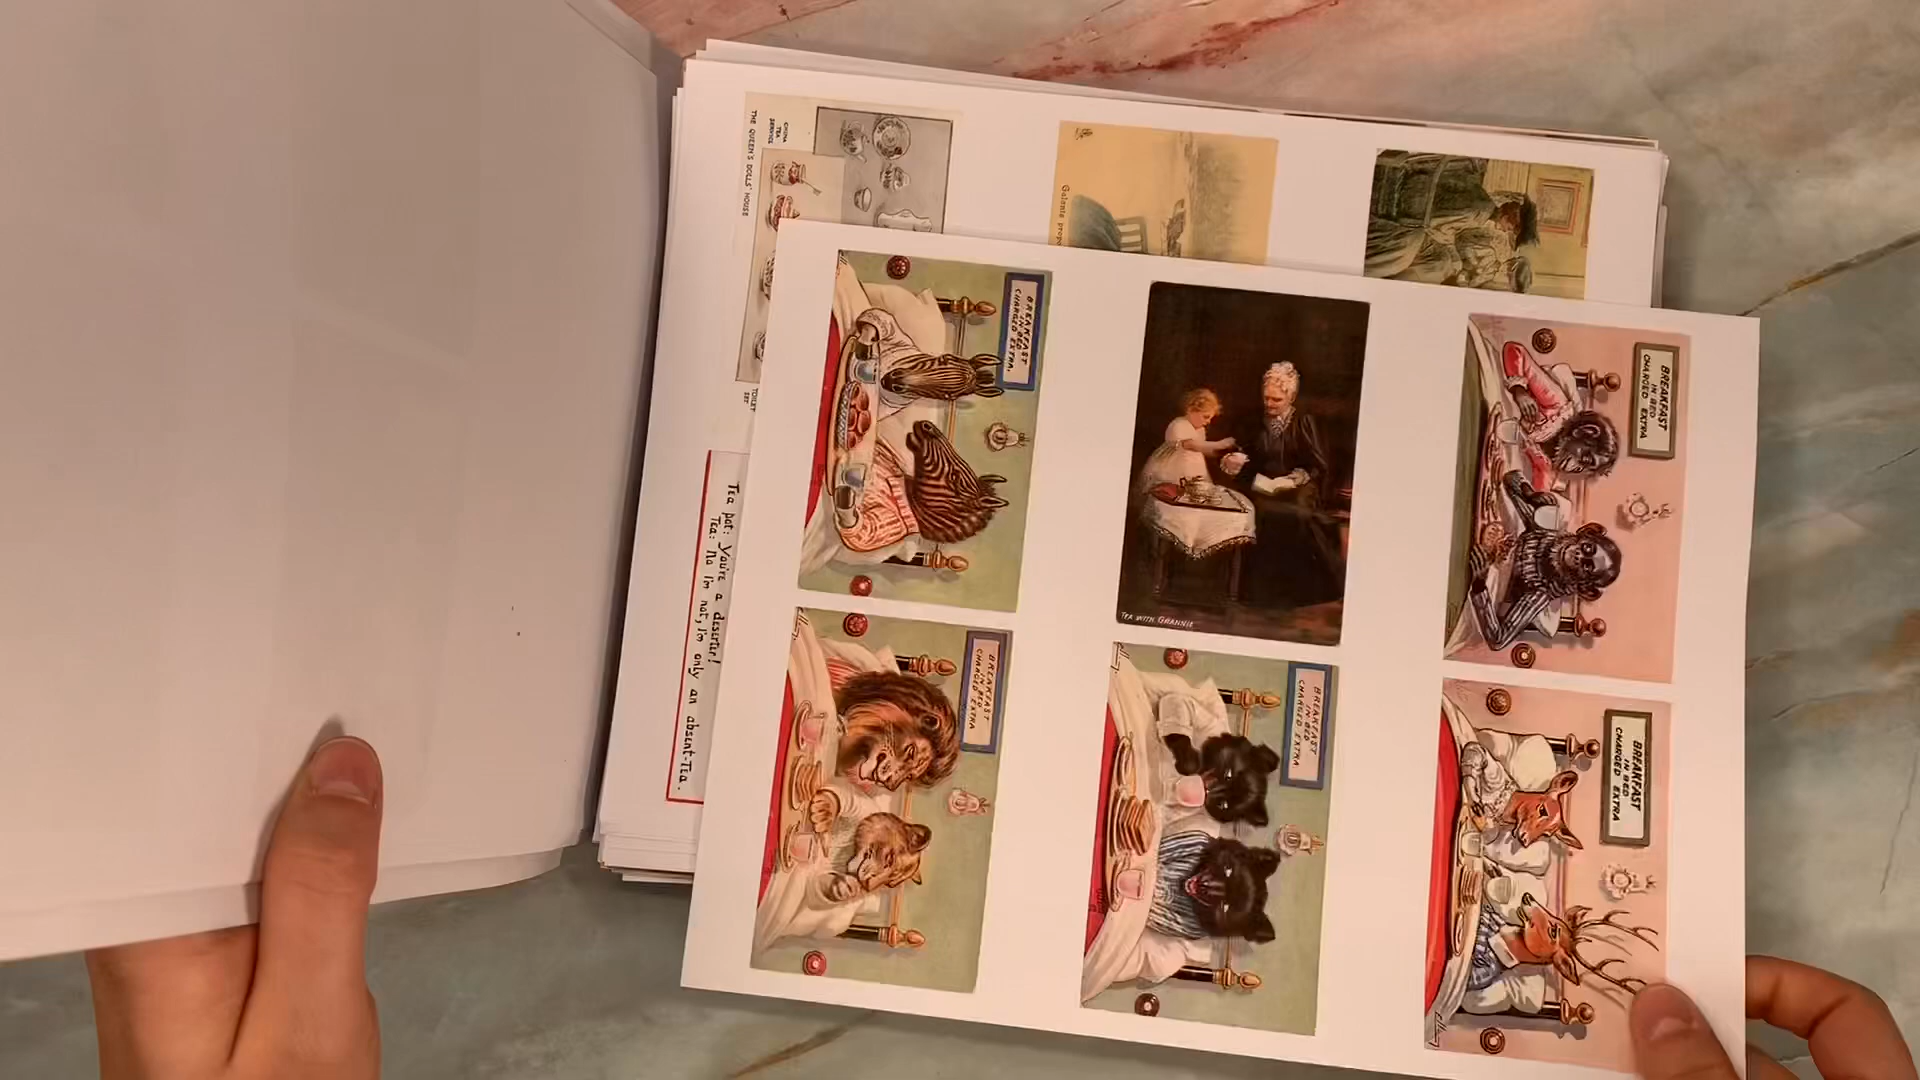 THE QUEEN'S DOLLS' HOUSE
CHINA
TEA
SERVICE
TOILET
SET
Tea pot: You're a deserter!
Tea: No I'm not, I'm only an absent-Tea.
BREAKFAST
IN BED
CHARGED EXTRA.
TEA WITH GRANNIE
BREAKFAST
IN BED
CHARGED EXTRA
BREAKFAST
IN BED
CHARGED EXTRA
BREAKFAST
IN BED
CHARGED EXTRA
BREAKFAST
IN BED
CHARGED EXTRA